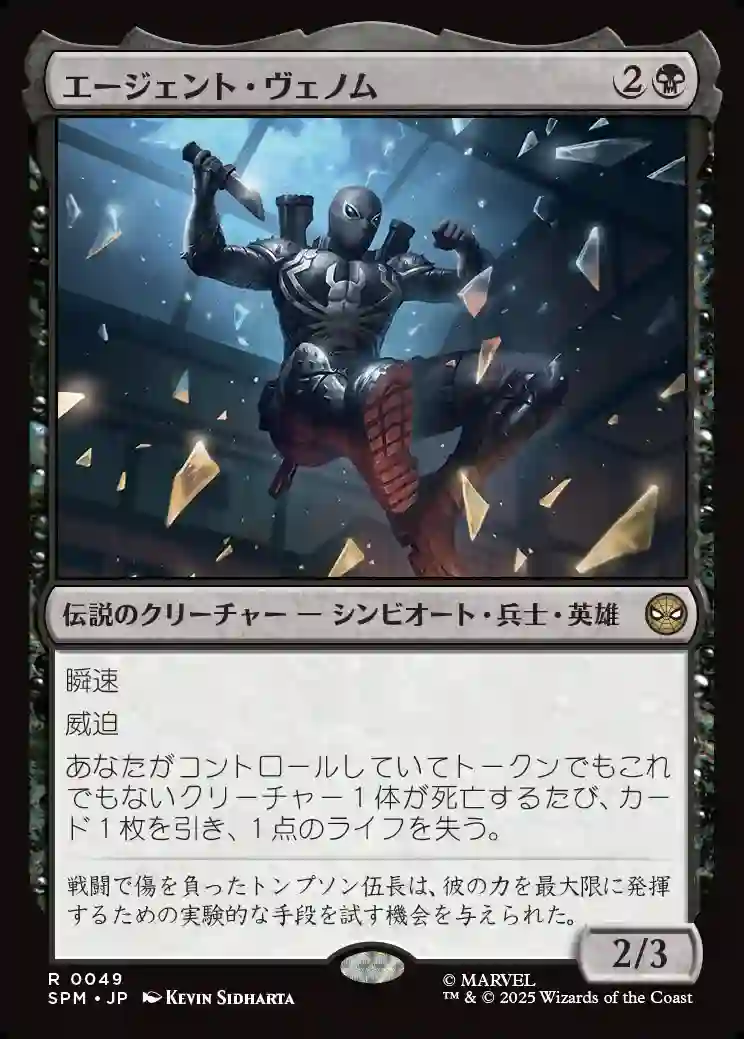 エージェント・ヴェノム
2
伝説のクリーチャー ― シンビオート・兵士・英雄
瞬速
威迫
あなたがコントロールしていてトークンでもこれ
でもないクリーチャー1体が死亡するたび、カー
ド1枚を引き、1点のライフを失う。
戦闘で傷を負ったトンプソン伍長は、彼の力を最大限に発揮
するための実験的な手段を試す機会を与えられた。
2/3
R 0049
SPM • JP KEVIN SIDHARTA
© MARVEL
™ & © 2025 Wizards of the Coast